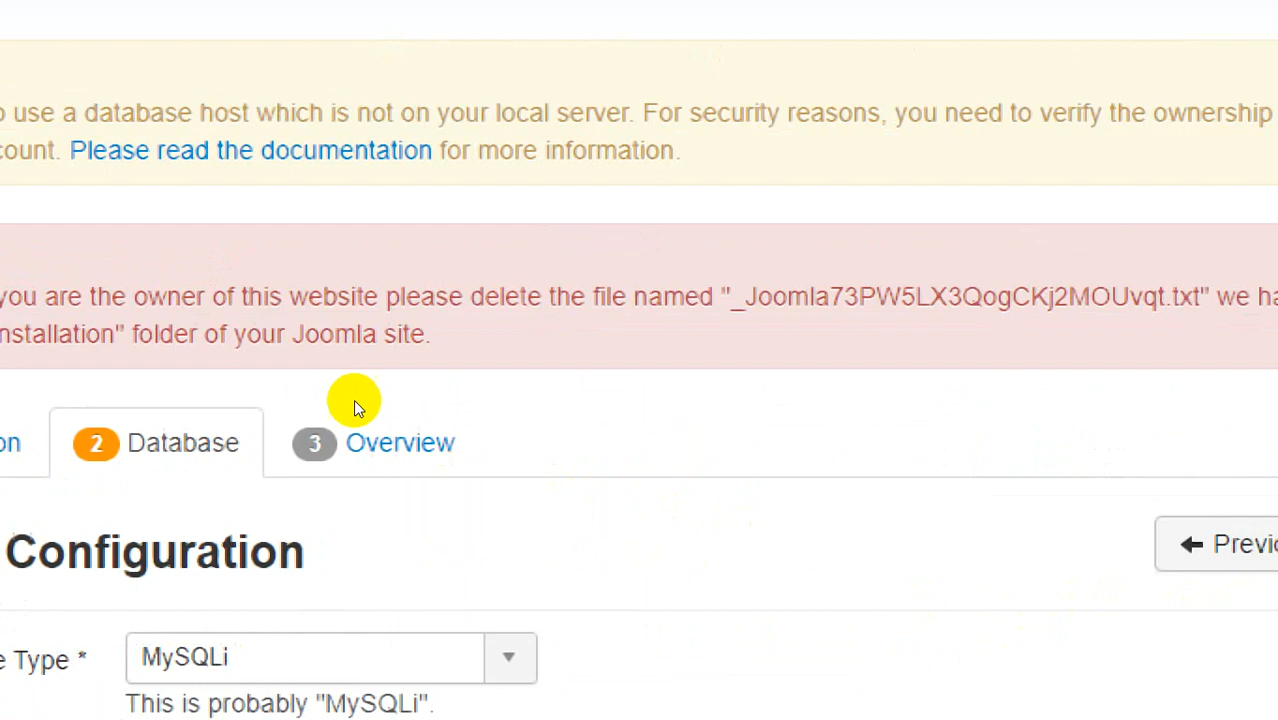 o use a database host which is not on your local server. For security reasons, you need to verify the ownership
count. Please read the documentation for more information.
you are the owner of this website please delete the file named "_Joomla73PW5LX3QogCKj2MOUvqt.txt" we ha
nstallation" folder of your Joomla site.
on 2 Database 3 Overview
Configuration
Previo
e Type *
MySQLi
This is probably "MySQLi".